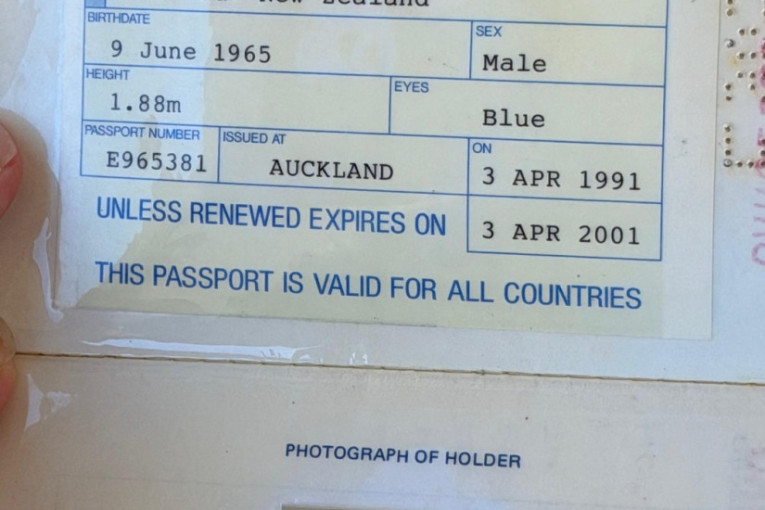 New Zealand
BIRTHDATE
9 June 1965
SEX
Male
HEIGHT
1.88m
EYES
Blue
PASSPORT NUMBER
E965381
ISSUED AT
AUCKLAND
ON
3 APR 1991
UNLESS RENEWED EXPIRES ON
3 APR 2001
THIS PASSPORT IS VALID FOR ALL COUNTRIES
PHOTOGRAPH OF HOLDER